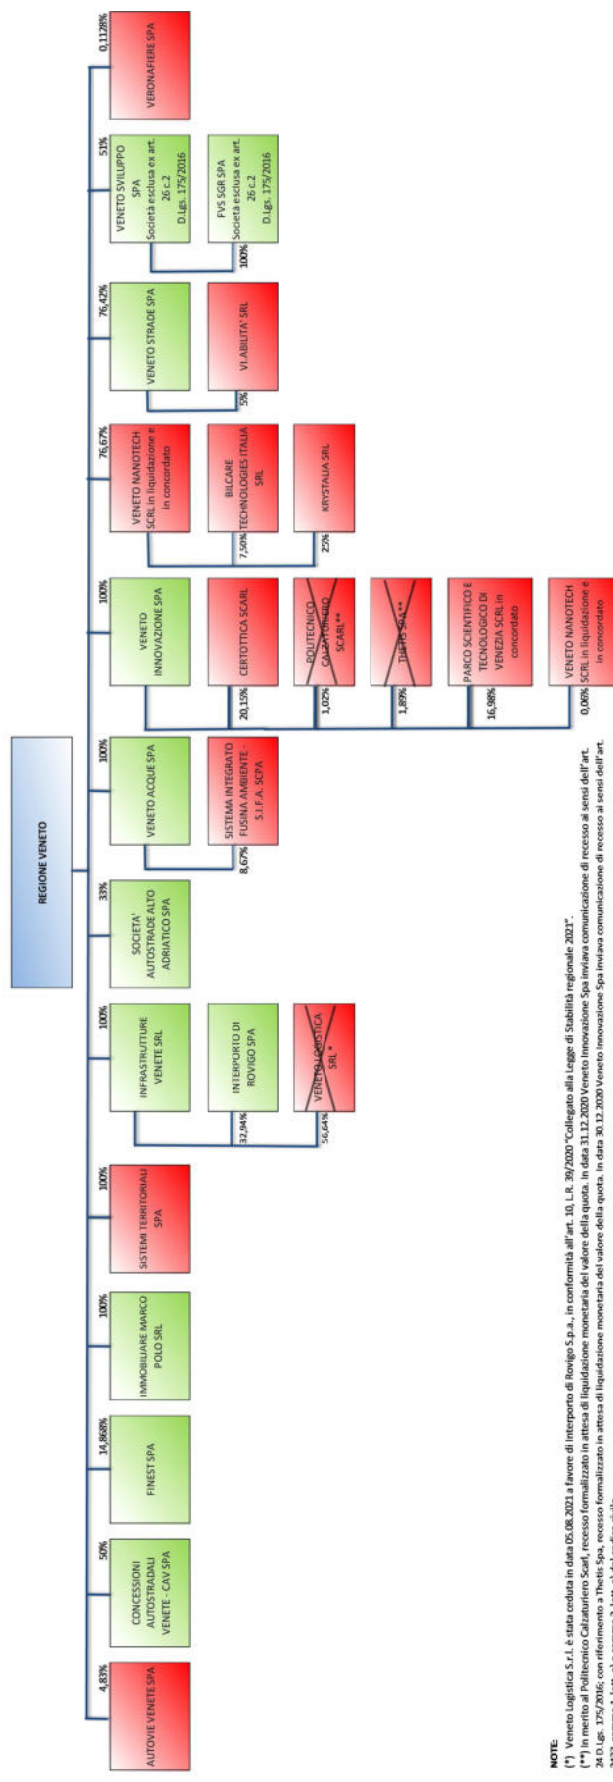 REGIONE VENETO
4,83%
AUTOVIE VENETE SPA
50%
CONCESSIONI
AUTOSTRADALI
VENETE - CAV SPA
14,868%
FINEST SPA
100%
IMMOBILIARE MARCO
POLO SRL
100%
SISTEMI TERRITORIALI
SPA
100%
INFRASTRUTTURE
VENETE SRL
32,94%
INTERPORTO DI
ROVIGO SPA
56,64%
VENETO LOGISTICA
SRL *
33%
SOCIETA'
AUTOSTRADE ALTO
ADRIATICO SPA
100%
VENETO ACQUE SPA
8,67%
SISTEMA INTEGRATO
FUSINA AMBIENTE -
S.I.F.A. SCPA
100%
VENETO
INNOVAZIONE SPA
20,15%
CERTOTTICA SCARL
1,02%
POLITECNICO
CALZATURIERO
SCARL**
1,89%
THETIS SPA**
16,98%
PARCO SCIENTIFICO E
TECNOLOGICO DI
VENEZIA SCRL in
concordato
0,06%
VENETO NANOTECH
SCRL in liquidazione e
in concordato
76,67%
VENETO NANOTECH
SCRL in liquidazione e
in concordato
7,50%
BILCARE
TECHNOLOGIES ITALIA
SRL
25%
KRYSTALIA SRL
76,42%
VENETO STRADE SPA
5%
VI.ABILITA' SRL
51%
VENETO SVILUPPO
SPA
Società esclusa ex art.
26 c.2
D.Lgs. 175/2016
100%
FVS SGR SPA
Società esclusa ex art.
26 c.2
D.Lgs. 175/2016
0,1128%
VERONAFIERE SPA
NOTE:
(*) Veneto Logistica S.r.l. è stata ceduta in data 05.08.2021 a favore di Interporto di Rovigo S.p.a., in conformità all'art. 10, L.R. 39/2020 "Collegato alla Legge di Stabilità regionale 2021".
(**) In merito al Politecnico Calzaturiero Scarl, recesso formalizzato in attesa di liquidazione monetaria del valore della quota. In data 31.12.2020 Veneto Innovazione Spa inviava comunicazione di recesso ai sensi dell'art.
24 D.Lgs. 175/2016; con riferimento a Thetis Spa, recesso formalizzato in attesa di liquidazione monetaria del valore della quota. In data 30.12.2020 Veneto Innovazione Spa inviava comunicazione di recesso ai sensi dell'art.